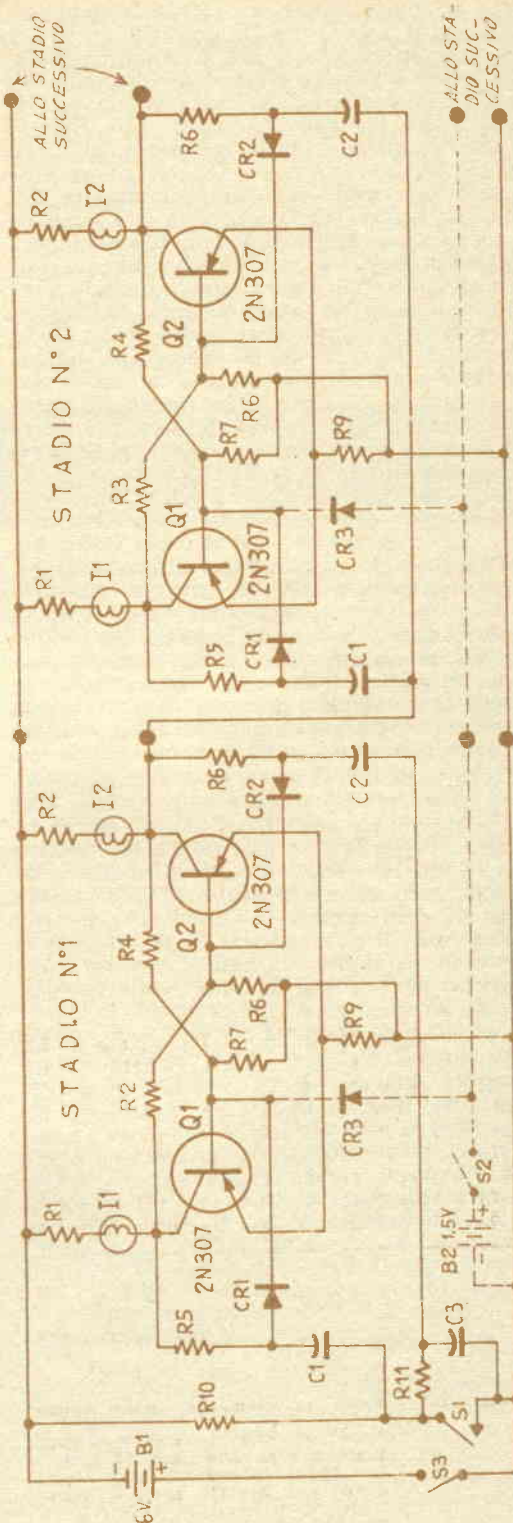 ALLO STADIO
SUCCESSIVO
STADIO N°1
STADIO N°2
R1
I1
R2
I2
R1
I1
R2
I2
6V
B1
R10
R5
CR1
C1
2N307
Q1
R2
R4
Q2
2N307
R7
R6
R9
CR3
R6
CR2
C2
R5
CR1
C1
Q1
2N307
R3
R4
Q2
2N307
R7
R6
R9
CR3
R6
CR2
C2
S3
S1
R11
C3
B2 1,5V
S2
ALLO STA-
DIO SUC-
CESSIVO